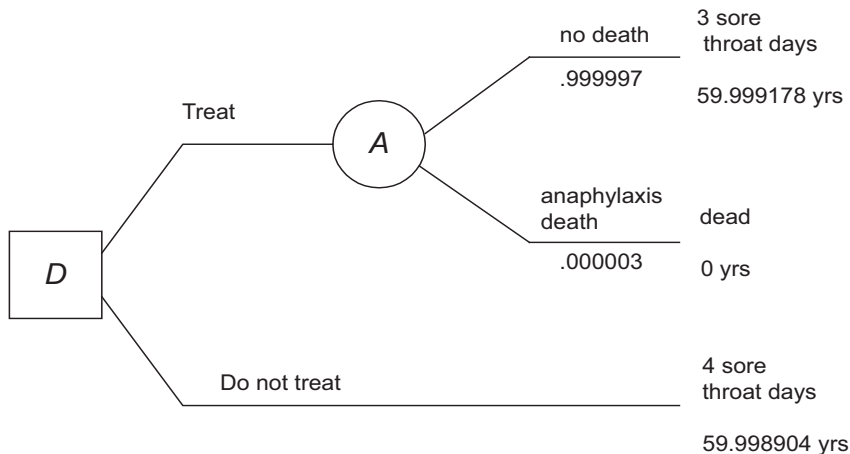 Treat
D
A
no death
.999997
3 sore
throat days
59.999178 yrs
anaphylaxis
death
.000003
dead
0 yrs
Do not treat
4 sore
throat days
59.998904 yrs